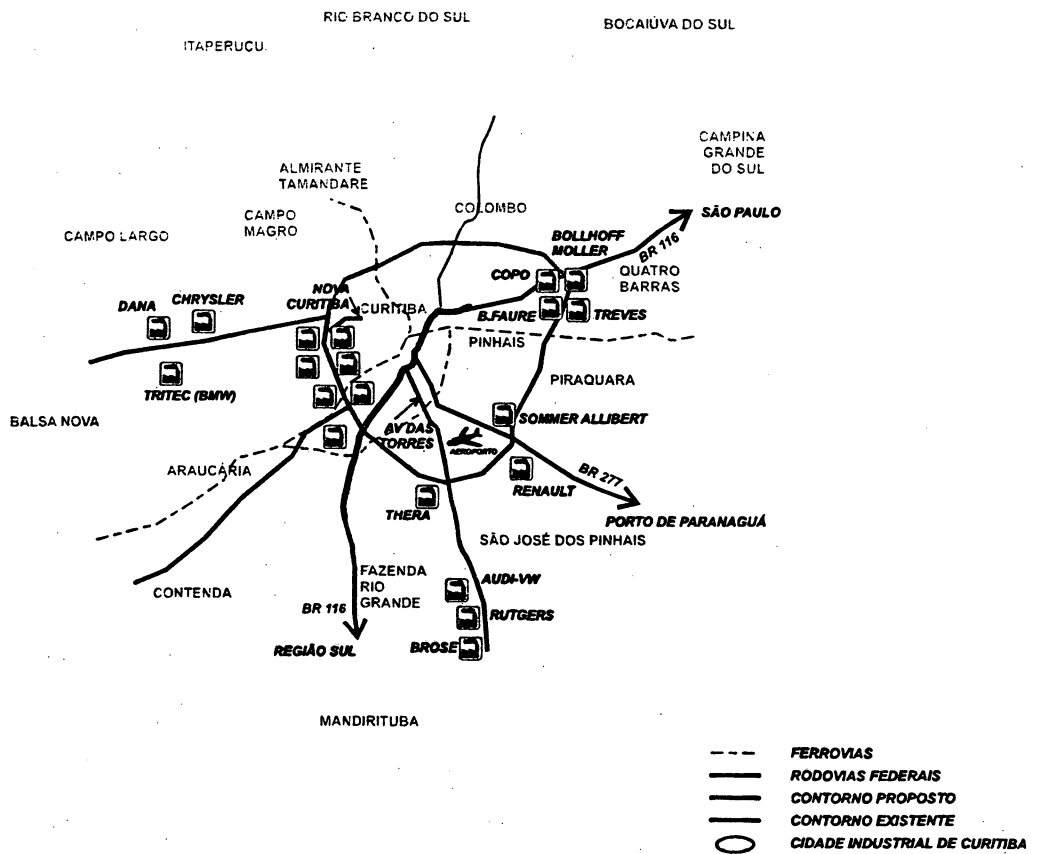 RIO BRANCO DO SUL
BOCAIÚVA DO SUL
ITAPERUÇU
CAMPINA
GRANDE
DO SUL
ALMIRANTE
TAMANDARE
COLOMBO
SÃO PAULO
CAMPO
MAGRO
CAMPO LARGO
BOLLHOFF
MOLLER
BR 116
COPO
QUATRO
BARRAS
NOVA
CURITIBA
CURITIBA
DANA
CHRYSLER
B.FAURE
TREVES
PINHAIS
PIRAQUARA
TRITEC (BMW)
BALSA NOVA
SOMMER ALLIBERT
AV DAS
TORRES
AEROPORTO
ARAUCÁRIA
BR 277
RENAULT
THERA
PORTO DE PARANAGUÁ
SÃO JOSÉ DOS PINHAIS
FAZENDA
RIO
GRANDE
AUDI-VW
CONTENDA
BR 116
RUTGERS
REGIÃO SUL
BROSE
MANDIRITUBA
FERROVIAS
RODOVIAS FEDERAIS
CONTORNO PROPOSTO
CONTORNO EXISTENTE
CIDADE INDUSTRIAL DE CURITIBA